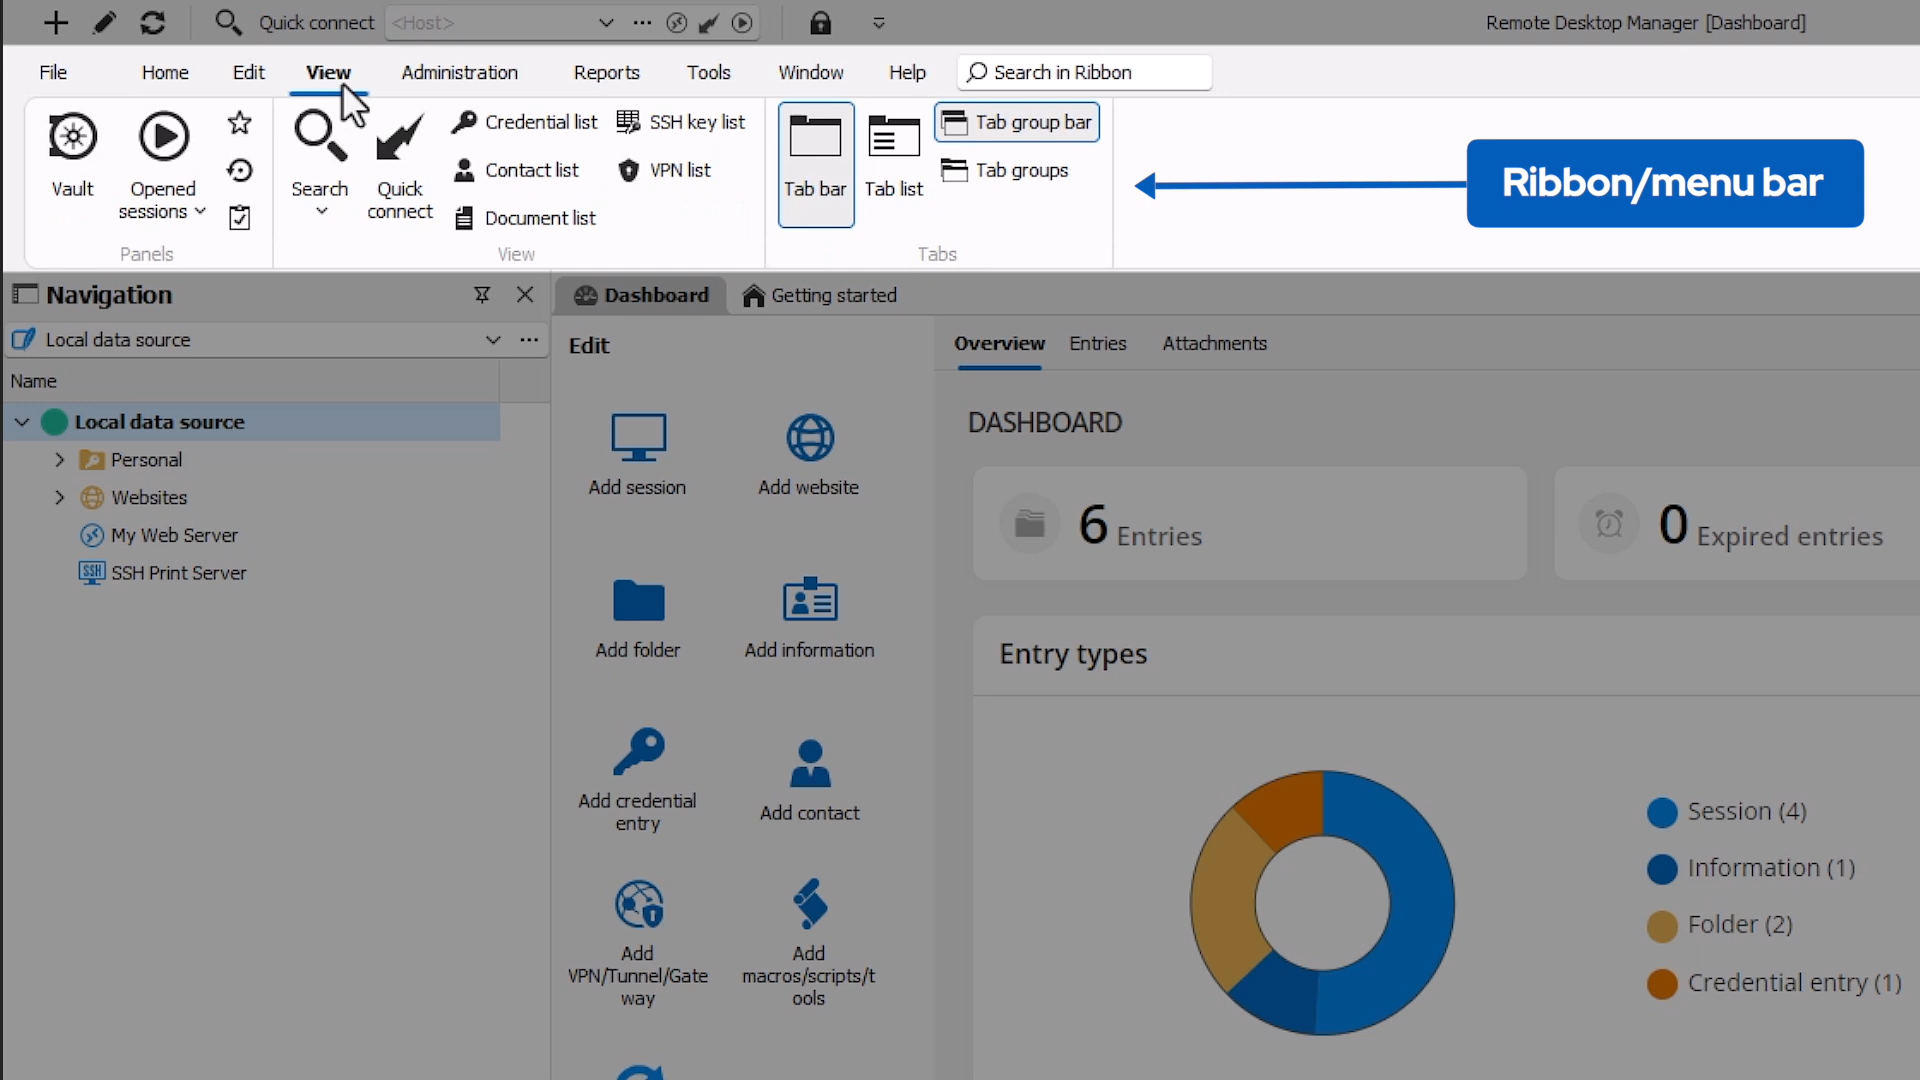 Quick connect <Host> Remote Desktop Manager [Dashboard]
File Home Edit View Administration Reports Tools Window Help Search in Ribbon
Vault
Opened
sessions
Panels
Search
Quick
connect
Credential list
Contact list
Document list
SSH key list
VPN list
View
Tab bar
Tab list
Tab group bar
Tab groups
Tabs
Ribbon/menu bar
Navigation
Local data source
Name
Local data source
Personal
Websites
My Web Server
SSH
SSH Print Server
Dashboard
Getting started
Edit
Add session
Add website
Add folder
Add information
Add credential
entry
Add contact
Add
VPN/Tunnel/Gate
way
Add
macros/scripts/t
ools
Overview Entries Attachments
DASHBOARD
6 Entries
0 Expired entries
Entry types
Session (4)
Information (1)
Folder (2)
Credential entry (1)